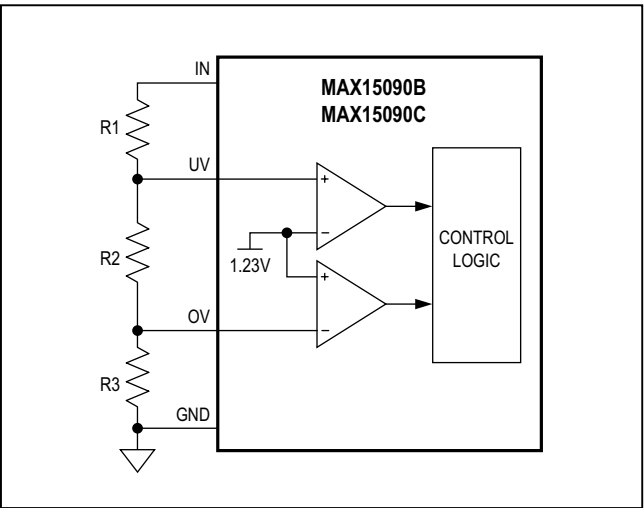 IN
MAX15090B
MAX15090C
R1
UV
+
−
1.23V
R2
CONTROL
LOGIC
+
OV
−
R3
GND